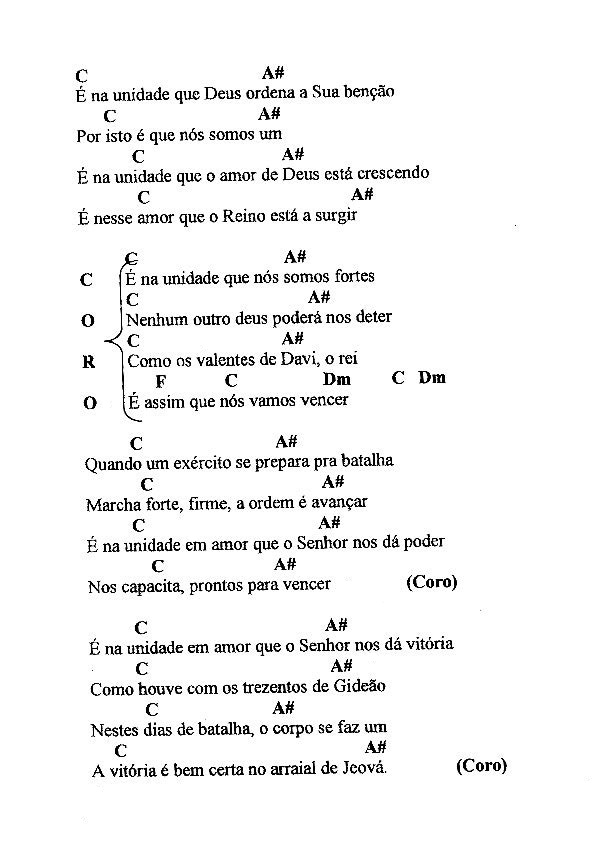 C A#
É na unidade que Deus ordena a Sua benção
C A#
Por isto é que nós somos um
C A#
É na unidade que o amor de Deus está crescendo
C A#
É nesse amor que o Reino está a surgir
C A#
C É na unidade que nós somos fortes
C A#
O Nenhum outro deus poderá nos deter
C A#
R Como os valentes de Davi, o rei
F C Dm C Dm
O É assim que nós vamos vencer
C A#
Quando um exército se prepara pra batalha
C A#
Marcha forte, firme, a ordem é avançar
C A#
É na unidade em amor que o Senhor nos dá poder
C A#
Nos capacita, prontos para vencer (Coro)
C A#
É na unidade em amor que o Senhor nos dá vitória
C A#
Como houve com os trezentos de Gideão
C A#
Nestes dias de batalha, o corpo se faz um
C A#
A vitória é bem certa no arraial de Jeová. (Coro)